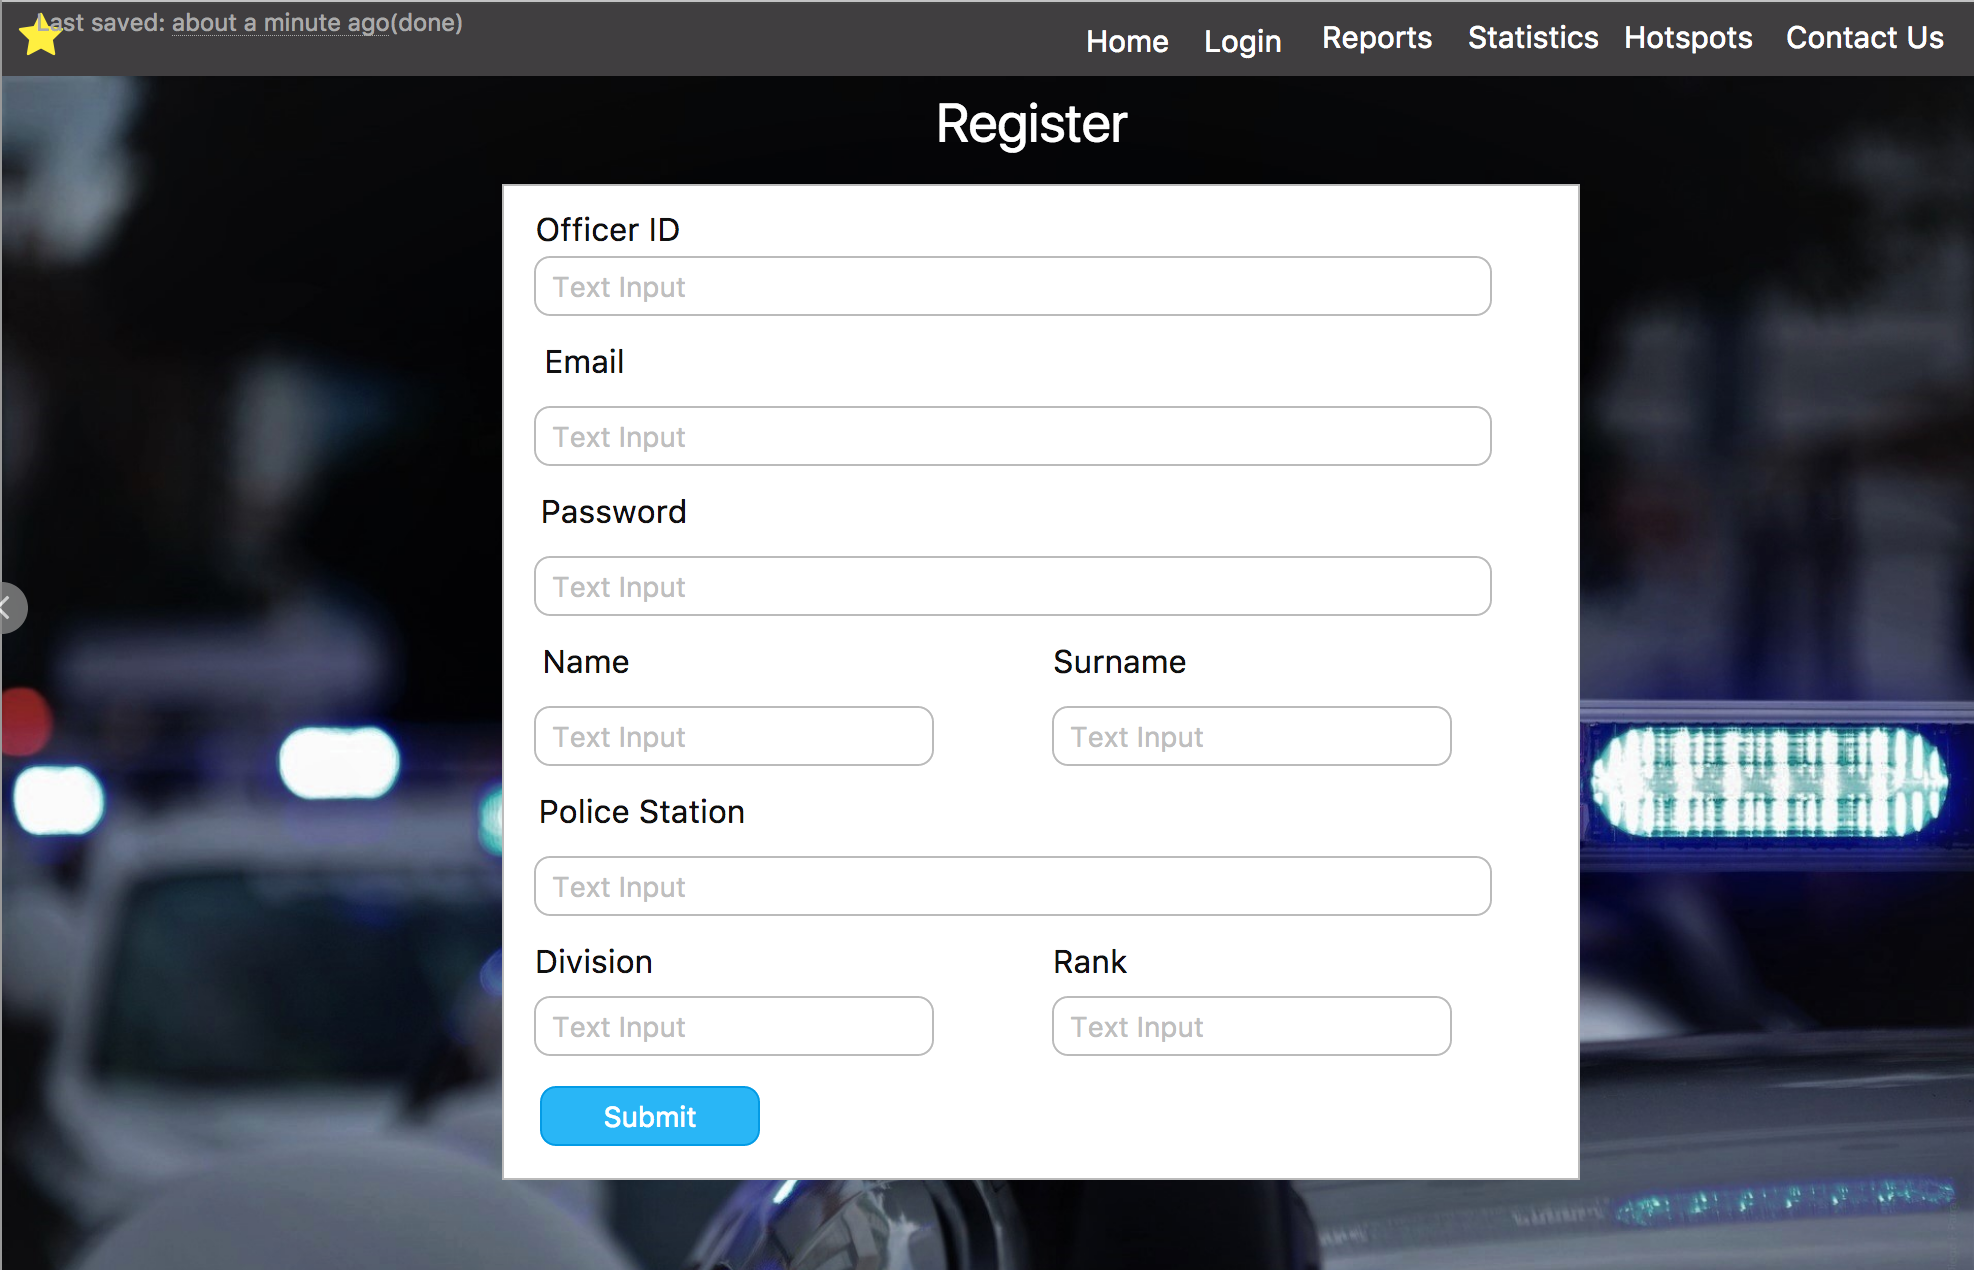 Last saved: about a minute ago(done)
Home Login Reports Statistics Hotspots Contact Us
Register
Officer ID
Text Input
Email
Text Input
Password
Text Input
Name Surname
Text Input Text Input
Police Station
Text Input
Division Rank
Text Input Text Input
Submit